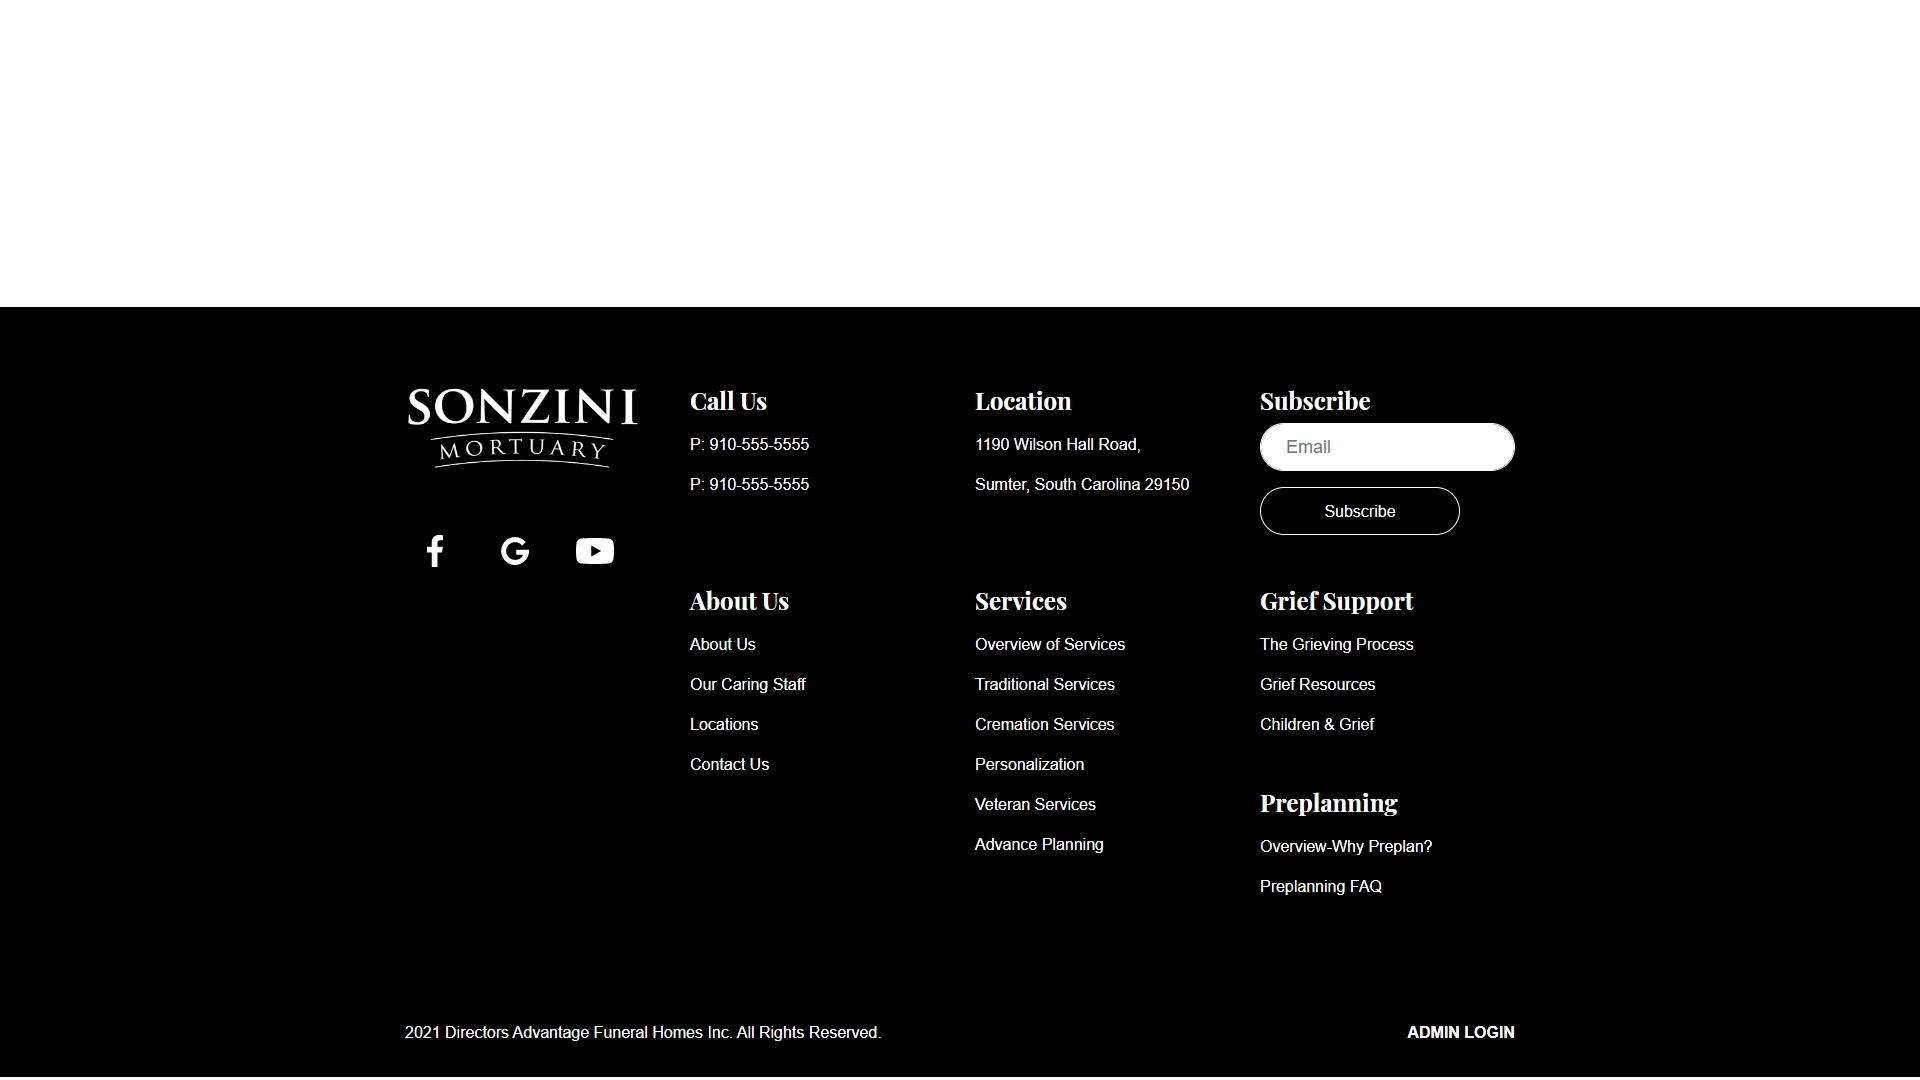 SONZINI
MORTUARY
Call Us
P: 910-555-5555
P: 910-555-5555
Location
1190 Wilson Hall Road,
Sumter, South Carolina 29150
Subscribe
Email
Subscribe
About Us
About Us
Our Caring Staff
Locations
Contact Us
Services
Overview of Services
Traditional Services
Cremation Services
Personalization
Veteran Services
Advance Planning
Grief Support
The Grieving Process
Grief Resources
Children & Grief
Preplanning
Overview-Why Preplan?
Preplanning FAQ
2021 Directors Advantage Funeral Homes Inc. All Rights Reserved.
ADMIN LOGIN